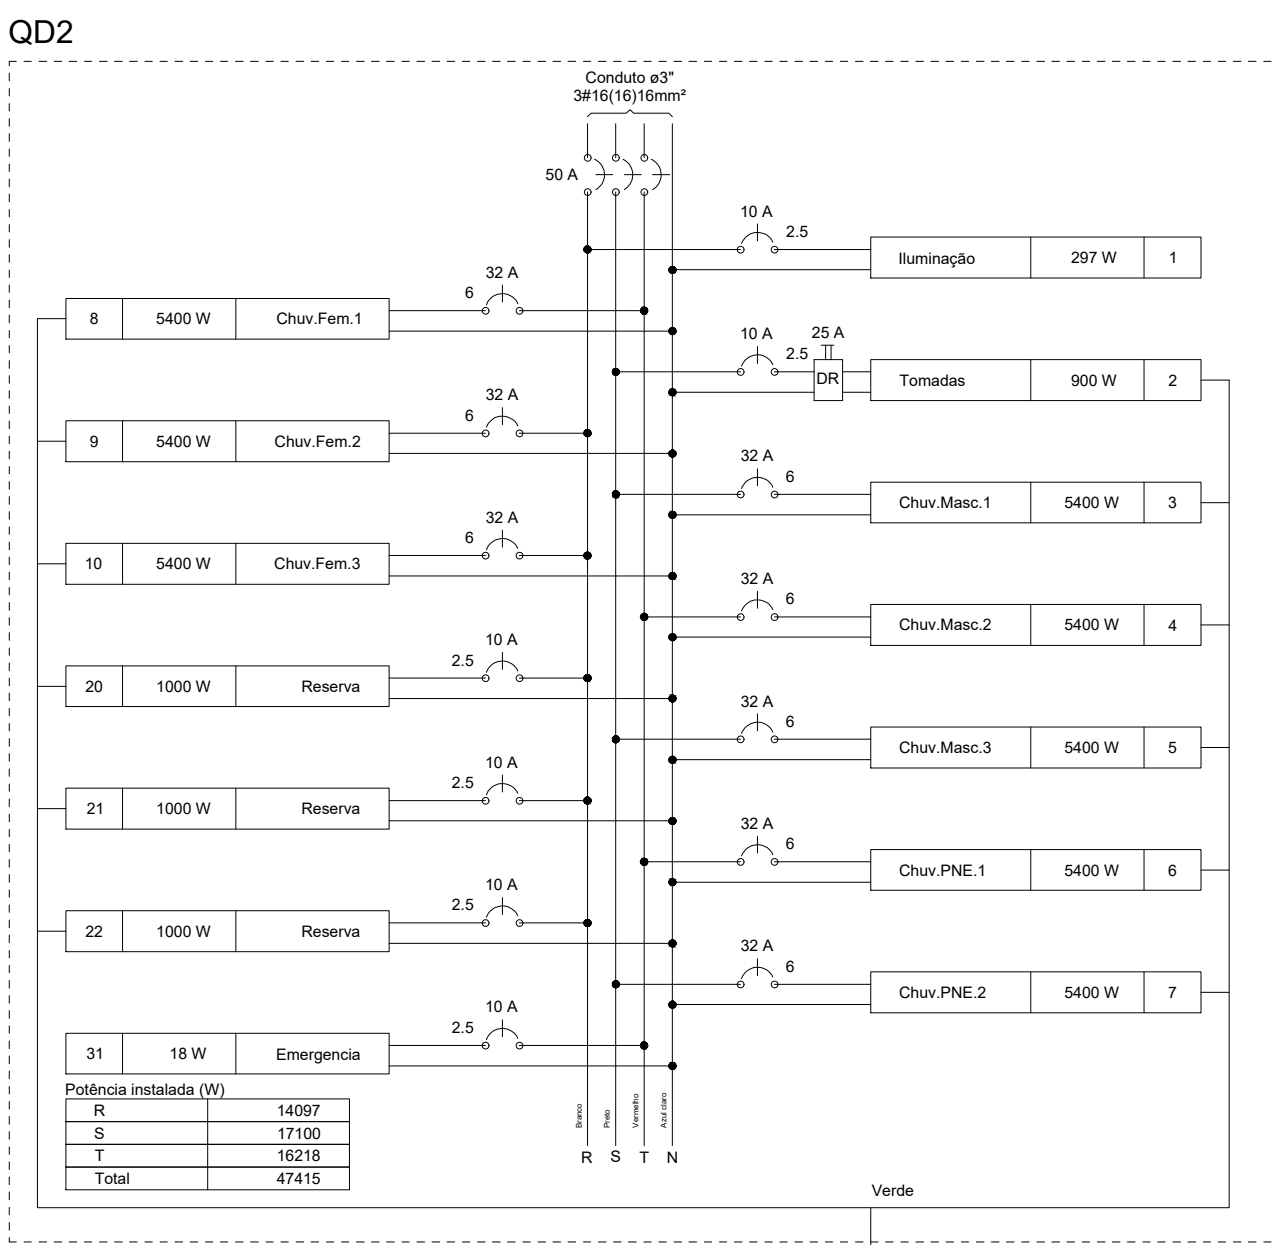 QD2
Conduto ø3"
3#16(16)16mm²
50 A
10 A
2.5
Iluminação 297 W 1
32 A
6
8 5400 W Chuv.Fem.1
10 A
2.5
25 A
DR
Tomadas 900 W 2
32 A
6
9 5400 W Chuv.Fem.2
32 A
6
Chuv.Masc.1 5400 W 3
32 A
6
10 5400 W Chuv.Fem.3
32 A
6
Chuv.Masc.2 5400 W 4
10 A
2.5
20 1000 W Reserva
32 A
6
Chuv.Masc.3 5400 W 5
10 A
2.5
21 1000 W Reserva
32 A
6
Chuv.PNE.1 5400 W 6
10 A
2.5
22 1000 W Reserva
32 A
6
Chuv.PNE.2 5400 W 7
10 A
2.5
31 18 W Emergencia
Potência instalada (W)
R 14097
S 17100
T 16218
Total 47415
Branco
Preto
Vermelho
Azul claro
R S T N
Verde